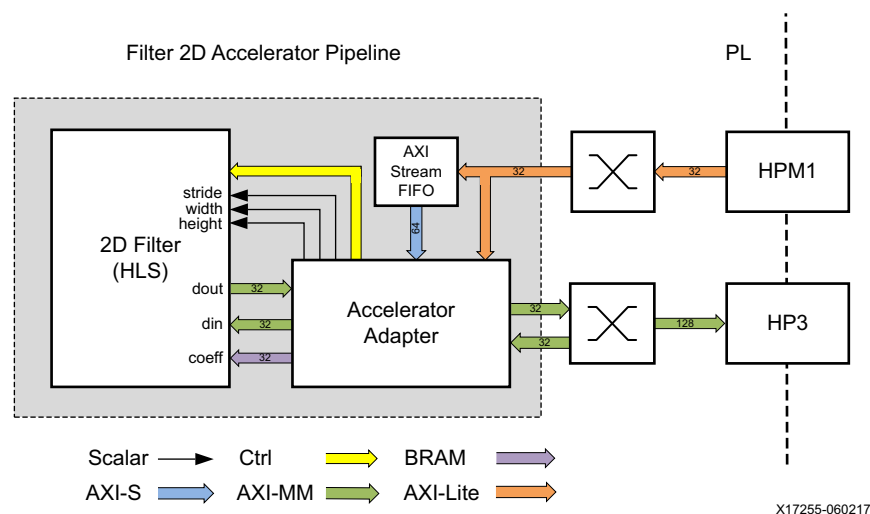 Filter 2D Accelerator Pipeline
PL
AXI
Stream
FIFO
32
32
HPM1
stride
width
height
64
2D Filter
(HLS)
dout
32
din
32
coeff
32
Accelerator
Adapter
32
32
128
HP3
Scalar
Ctrl
BRAM
AXI-S
AXI-MM
AXI-Lite
X17255-060217